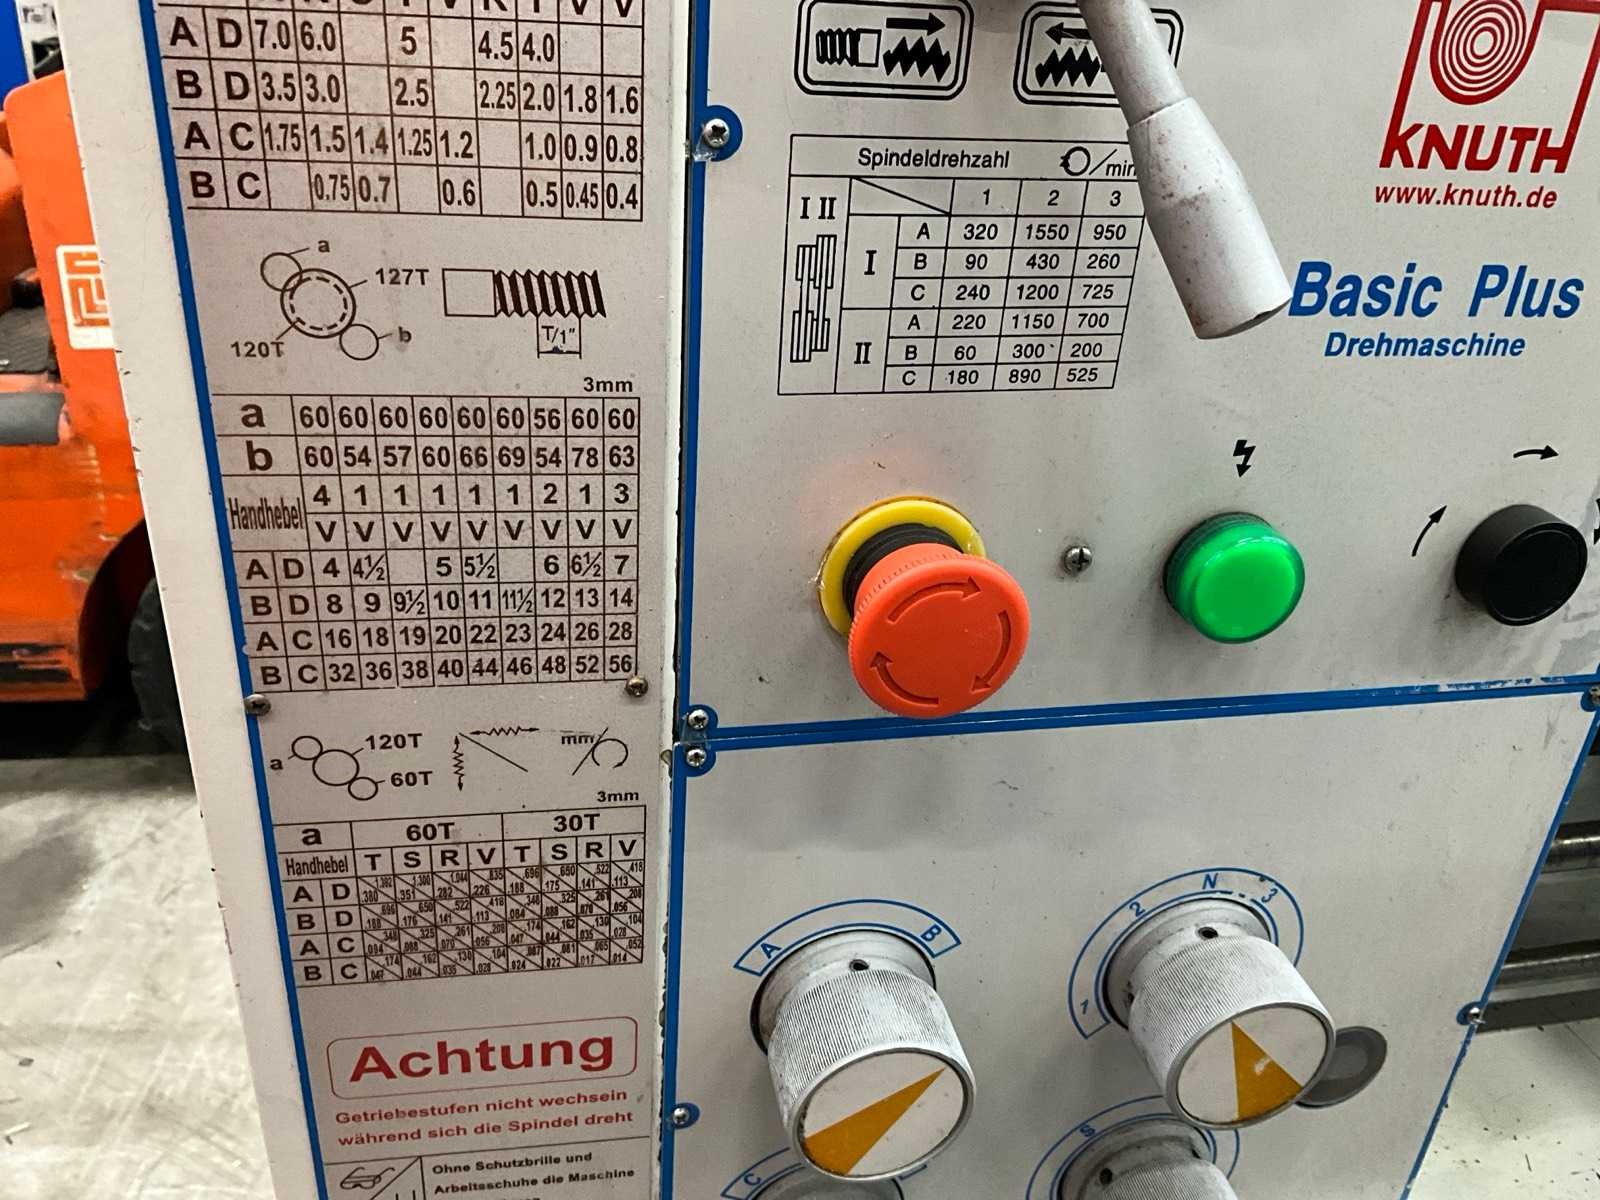 A D 7.0 6.0 5 4.5 4.0
B D 3.5 3.0 2.5 2.25 2.0 1.8 1.6
A C 1.75 1.5 1.4 1.25 1.2 1.0 0.9 0.8
B C 0.75 0.7 0.6 0.5 0.45 0.4
a
127T
120T
b
T/1"
3mm
a 60 60 60 60 60 60 56 60 60
b 60 54 57 60 66 69 54 78 63
Handhebel 4 1 1 1 1 1 2 1 3
V V V V V V V V V
A D 4 4½ 5 5½ 6 6½ 7
B D 8 9 9½ 10 11 11½ 12 13 14
A C 16 18 19 20 22 23 24 26 28
B C 32 36 38 40 44 46 48 52 56
a
120T
60T
mm
3mm
a 60T 30T
Handhebel T S R V T S R V
A D
B D
A C
B C
Achtung
Getriebestufen nicht wechseln
während sich die Spindel dreht
Ohne Schutzbrille und
Arbeitsschuhe die Maschine
Spindeldrehzahl /min
I II 1 2 3
I A 320 1550 950
B 90 430 260
C 240 1200 725
II A 220 1150 700
B 60 300 200
C 180 890 525
KNUTH
www.knuth.de
Basic Plus
Drehmaschine
A B
1 2 N 3
C
S